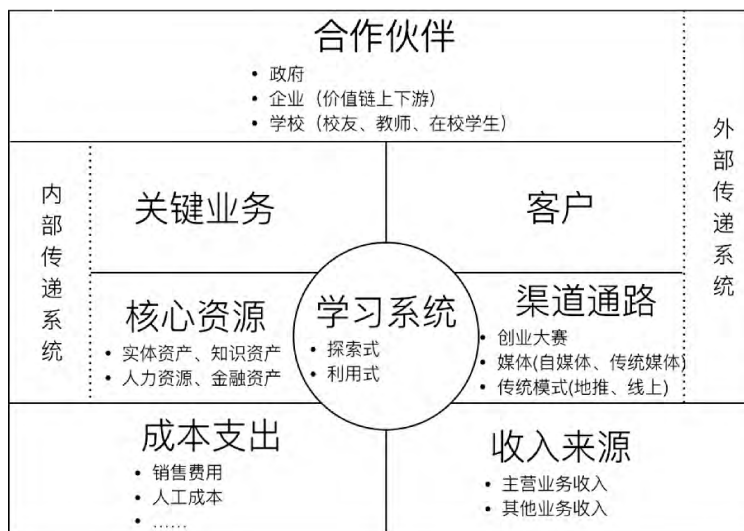 合作伙伴
• 政府
• 企业（价值链上下游）
• 学校（校友、教师、在校学生）
外部传递系统
内部传递系统
关键业务
客户
核心资源
• 实体资产、知识资产
• 人力资源、金融资产
学习系统
• 探索式
• 利用式
渠道通路
• 创业大赛
• 媒体(自媒体、传统媒体)
• 传统模式(地推、线上)
成本支出
• 销售费用
• 人工成本
• ……
收入来源
• 主营业务收入
• 其他业务收入